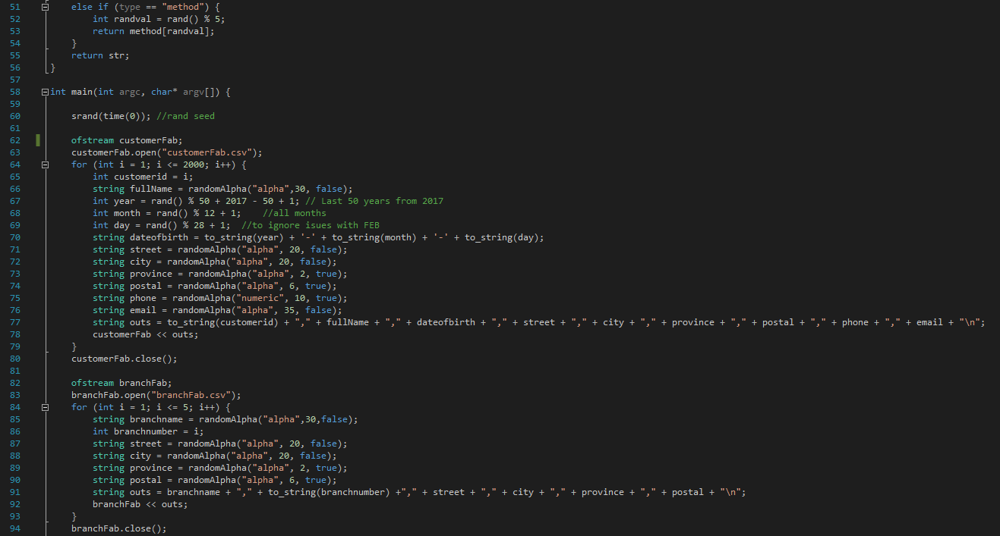 51 else if (type == "method") {
52 int randval = rand() % 5;
53 return method[randval];
54 }
55 return str;
56 }
57
58 int main(int argc, char* argv[]) {
59
60 srand(time(0)); //rand seed
61
62 ofstream customerFab;
63 customerFab.open("customerFab.csv");
64 for (int i = 1; i <= 2000; i++) {
65 int customerid = i;
66 string fullName = randomAlpha("alpha",30, false);
67 int year = rand() % 50 + 2017 - 50 + 1; // Last 50 years from 2017
68 int month = rand() % 12 + 1; //all months
69 int day = rand() % 28 + 1; //to ignore isues with FEB
70 string dateofbirth = to_string(year) + '-' + to_string(month) + '-' + to_string(day);
71 string street = randomAlpha("alpha", 20, false);
72 string city = randomAlpha("alpha", 20, false);
73 string province = randomAlpha("alpha", 2, true);
74 string postal = randomAlpha("alpha", 6, true);
75 string phone = randomAlpha("numeric", 10, true);
76 string email = randomAlpha("alpha", 35, false);
77 string outs = to_string(customerid) + "," + fullName + "," + dateofbirth + "," + street + "," + city + "," + province + "," + postal + "," + phone + "," + email + "\n";
78 customerFab << outs;
79 }
80 customerFab.close();
81
82 ofstream branchFab;
83 branchFab.open("branchFab.csv");
84 for (int i = 1; i <= 5; i++) {
85 string branchname = randomAlpha("alpha",30,false);
86 int branchnumber = i;
87 string street = randomAlpha("alpha", 20, false);
88 string city = randomAlpha("alpha", 20, false);
89 string province = randomAlpha("alpha", 2, true);
90 string postal = randomAlpha("alpha", 6, true);
91 string outs = branchname + "," + to_string(branchnumber) +"," + street + "," + city + "," + province + "," + postal + "\n";
92 branchFab << outs;
93 }
94 branchFab.close();